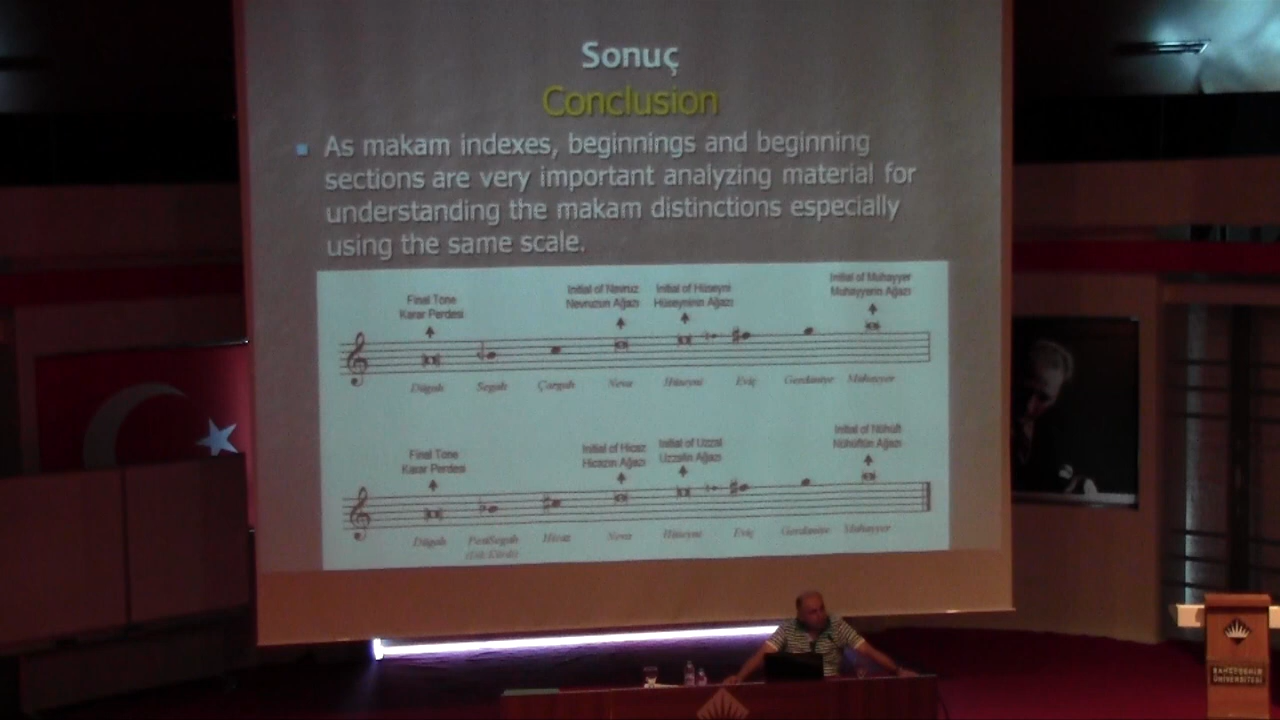 Sonuç
Conclusion
As makam indexes, beginnings and beginning
sections are very important analyzing material for
understanding the makam distinctions especially
using the same scale.
Final Tone
Karar Perdesi
Initial of Nevruz
Nevruzun Ağazı
Initial of Hüseyni
Hüseyninin Ağazı
Initial of Muhayyer
Muhayyerin Ağazı
Dügah Segah Çargah Neva Hüseyni Eviç Gerdaniye Muhayyer
Final Tone
Karar Perdesi
Initial of Hicaz
Hicazın Ağazı
Initial of Uzzal
Uzzalin Ağazı
Initial of Nühüft
Nühüftün Ağazı
Dügah Hicaz Neva Hüseyni Eviç Gerdaniye Muhayyer
BAHÇEŞEHİR
ÜNİVERSİTESİ